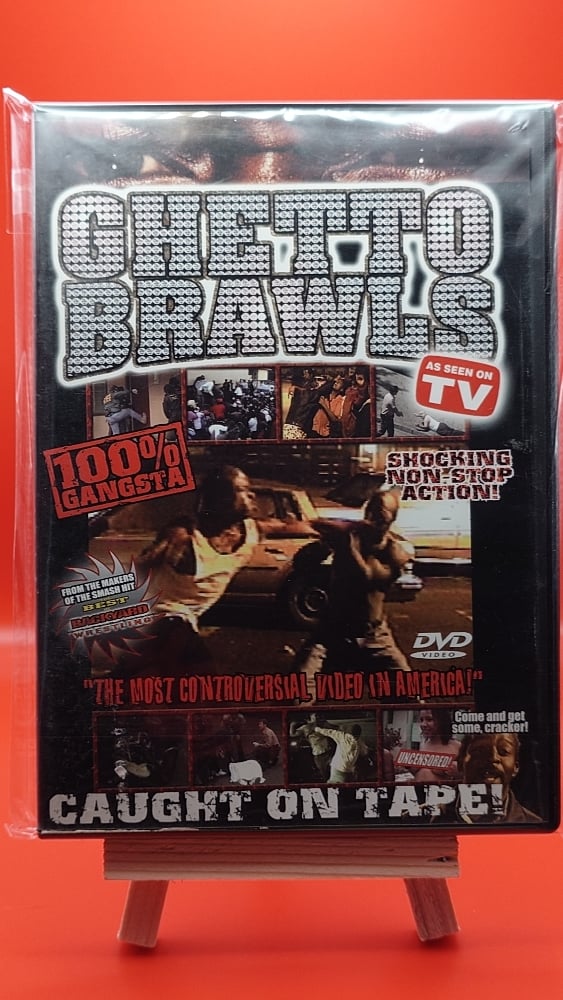 GHETTO
BRAWLS
AS SEEN ON
TV
100%
GANGSTA
SHOCKING
NON-STOP
ACTION!
FROM THE MAKERS
OF THE SMASH HIT
BEST
BACKYARD
WRESTLING
DVD
VIDEO
"THE MOST CONTROVERSIAL VIDEO IN AMERICA!"
UNCENSORED!
Come and get
some, cracker!
CAUGHT ON TAPE!